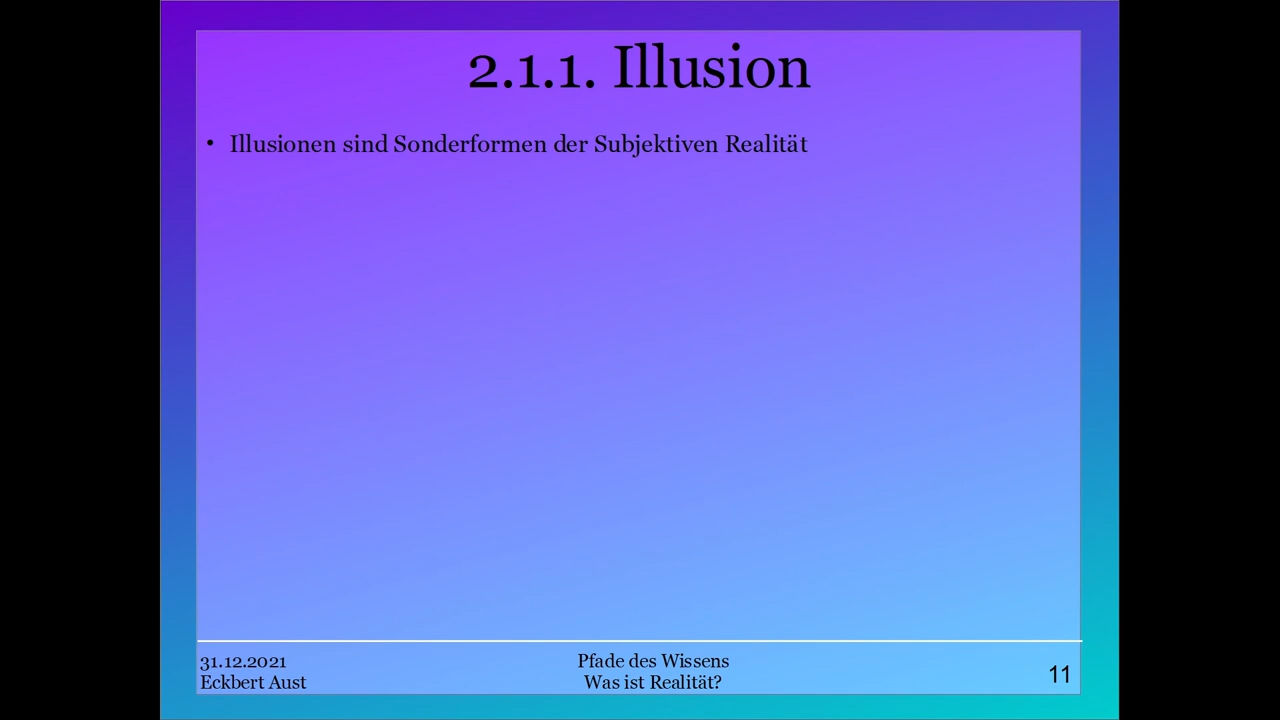 2.1.1. Illusion
• Illusionen sind Sonderformen der Subjektiven Realität
31.12.2021
Eckbert Aust
Pfade des Wissens
Was ist Realität?
11